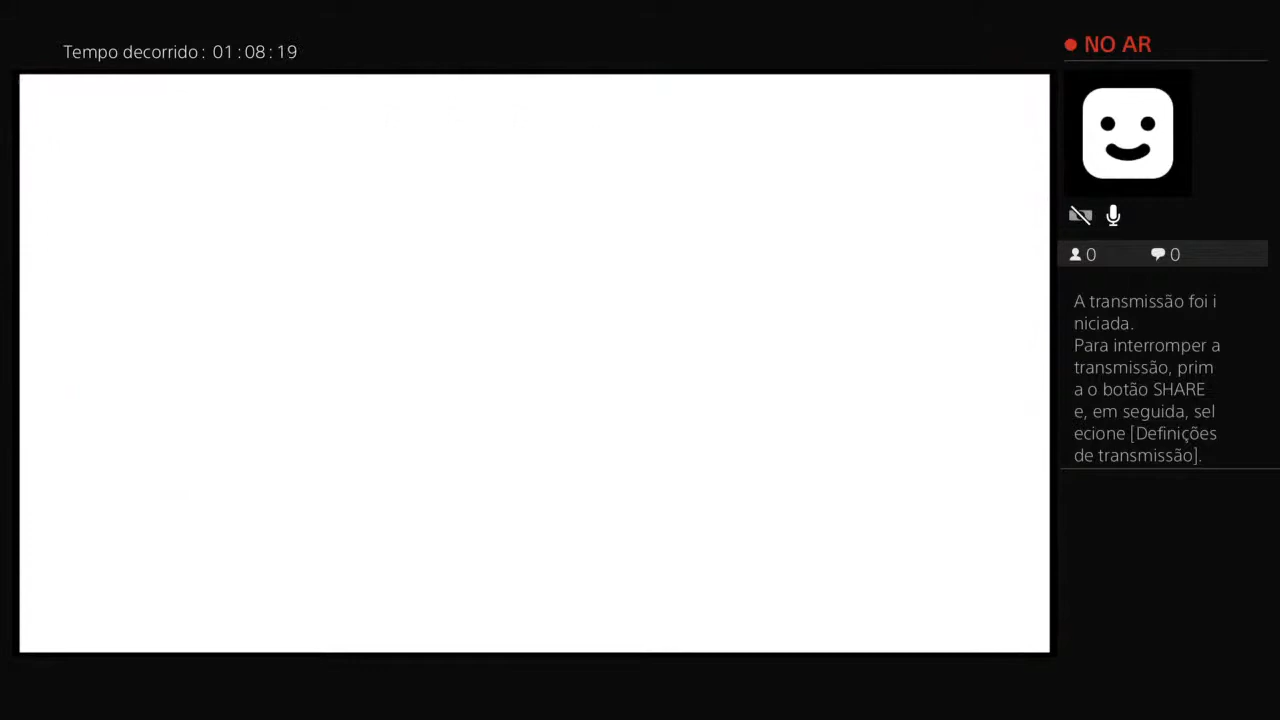 Tempo decorrido: 01:08:19
NO AR
0 0
A transmissão foi i
niciada.
Para interromper a
transmissão, prim
a o botão SHARE
e, em seguida, sel
ecione [Definições
de transmissão].